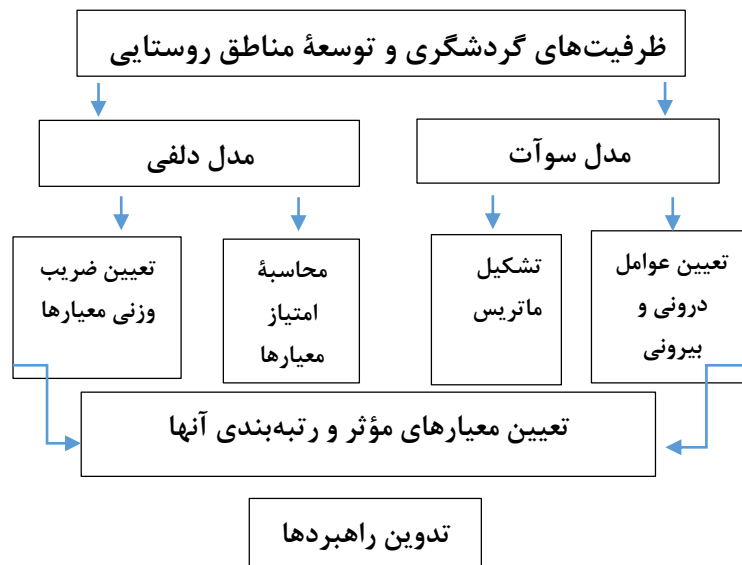 ظرفیت‌های گردشگری و توسعهٔ مناطق روستایی
مدل سوآت
مدل دلفی
تعیین عوامل
درونی و
بیرونی
تشکیل
ماتریس
محاسبهٔ
امتیاز
معیارها
تعیین ضریب
وزنی معیارها
تعیین معیارهای مؤثر و رتبه‌بندی آنها
تدوین راهبردها